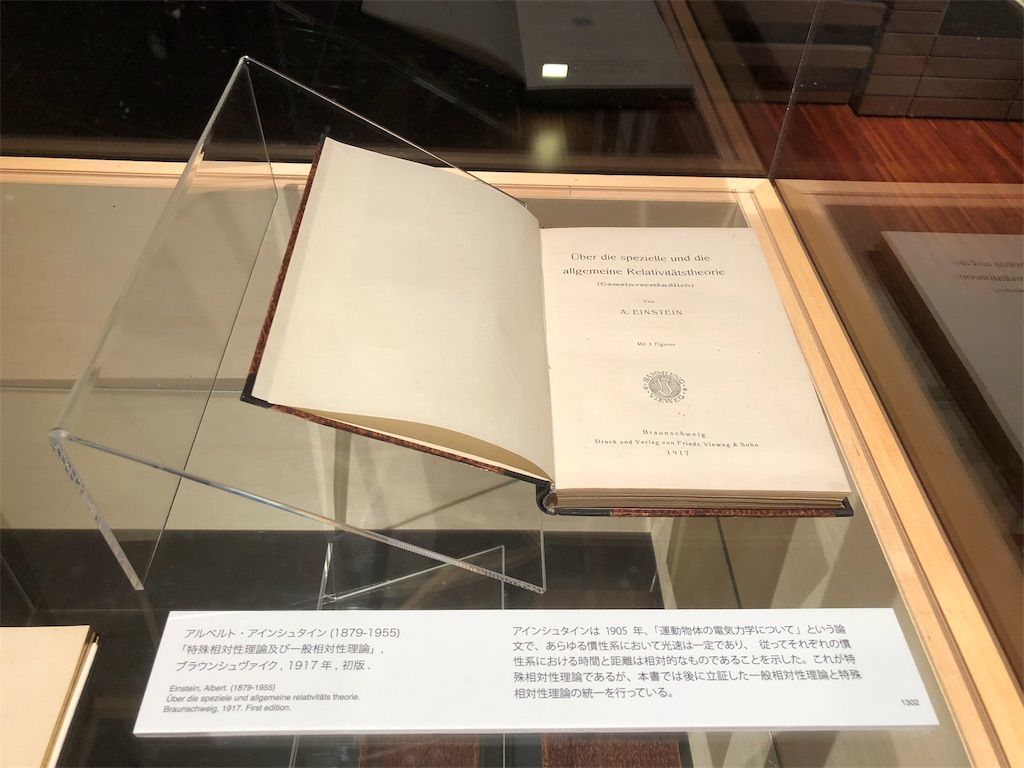 Über die spezielle und die
allgemeine Relativitätstheorie
(Gemeinverständlich)
Von
A. EINSTEIN
Mit 3 Figuren
SAMMLUNG
VIEWEG
Braunschweig
Druck und Verlag von Friedr. Vieweg & Sohn
1917
アルベルト・アインシュタイン (1879-1955)
「特殊相対性理論及び一般相対性理論」,
ブラウンシュヴァイク , 1917 年 , 初版 .
Einstein, Albert. (1879-1955)
Über die speziele und allgemeine relativitäts theorie.
Braunschweig, 1917. First edition.
アインシュタインは 1905 年、「運動物体の電気力学について」という論
文で、あらゆる慣性系において光速は一定であり、 従ってそれぞれの慣
性系における時間と距離は相対的なものであることを示した。これが特
殊相対性理論であるが、本書では後に立証した一般相対性理論と特殊
相対性理論の統一を行っている。
1302